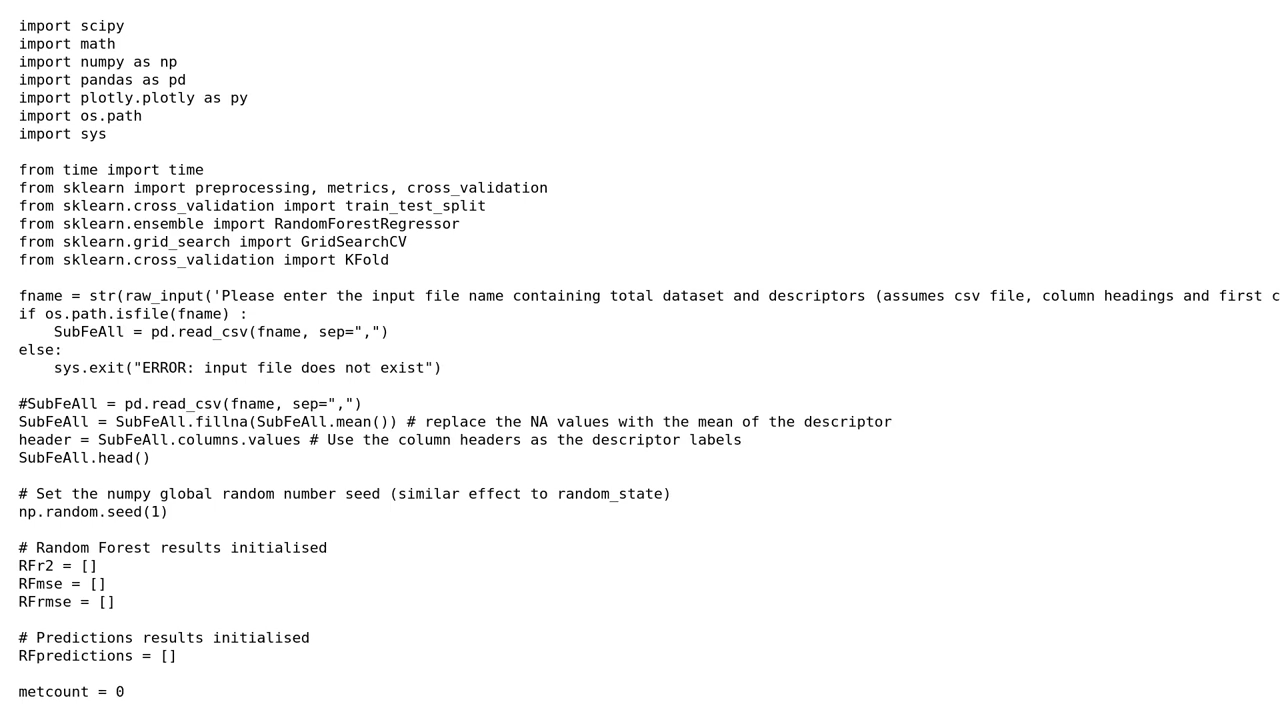 import scipy
import math
import numpy as np
import pandas as pd
import plotly.plotly as py
import os.path
import sys

from time import time
from sklearn import preprocessing, metrics, cross_validation
from sklearn.cross_validation import train_test_split
from sklearn.ensemble import RandomForestRegressor
from sklearn.grid_search import GridSearchCV
from sklearn.cross_validation import KFold

fname = str(raw_input('Please enter the input file name containing total dataset and descriptors (assumes csv file, column headings and first c
if os.path.isfile(fname) :
    SubFeAll = pd.read_csv(fname, sep=",")
else:
    sys.exit("ERROR: input file does not exist")

#SubFeAll = pd.read_csv(fname, sep=",")
SubFeAll = SubFeAll.fillna(SubFeAll.mean()) # replace the NA values with the mean of the descriptor
header = SubFeAll.columns.values # Use the column headers as the descriptor labels
SubFeAll.head()

# Set the numpy global random number seed (similar effect to random_state)
np.random.seed(1)

# Random Forest results initialised
RFr2 = []
RFmse = []
RFrmse = []

# Predictions results initialised
RFpredictions = []

metcount = 0